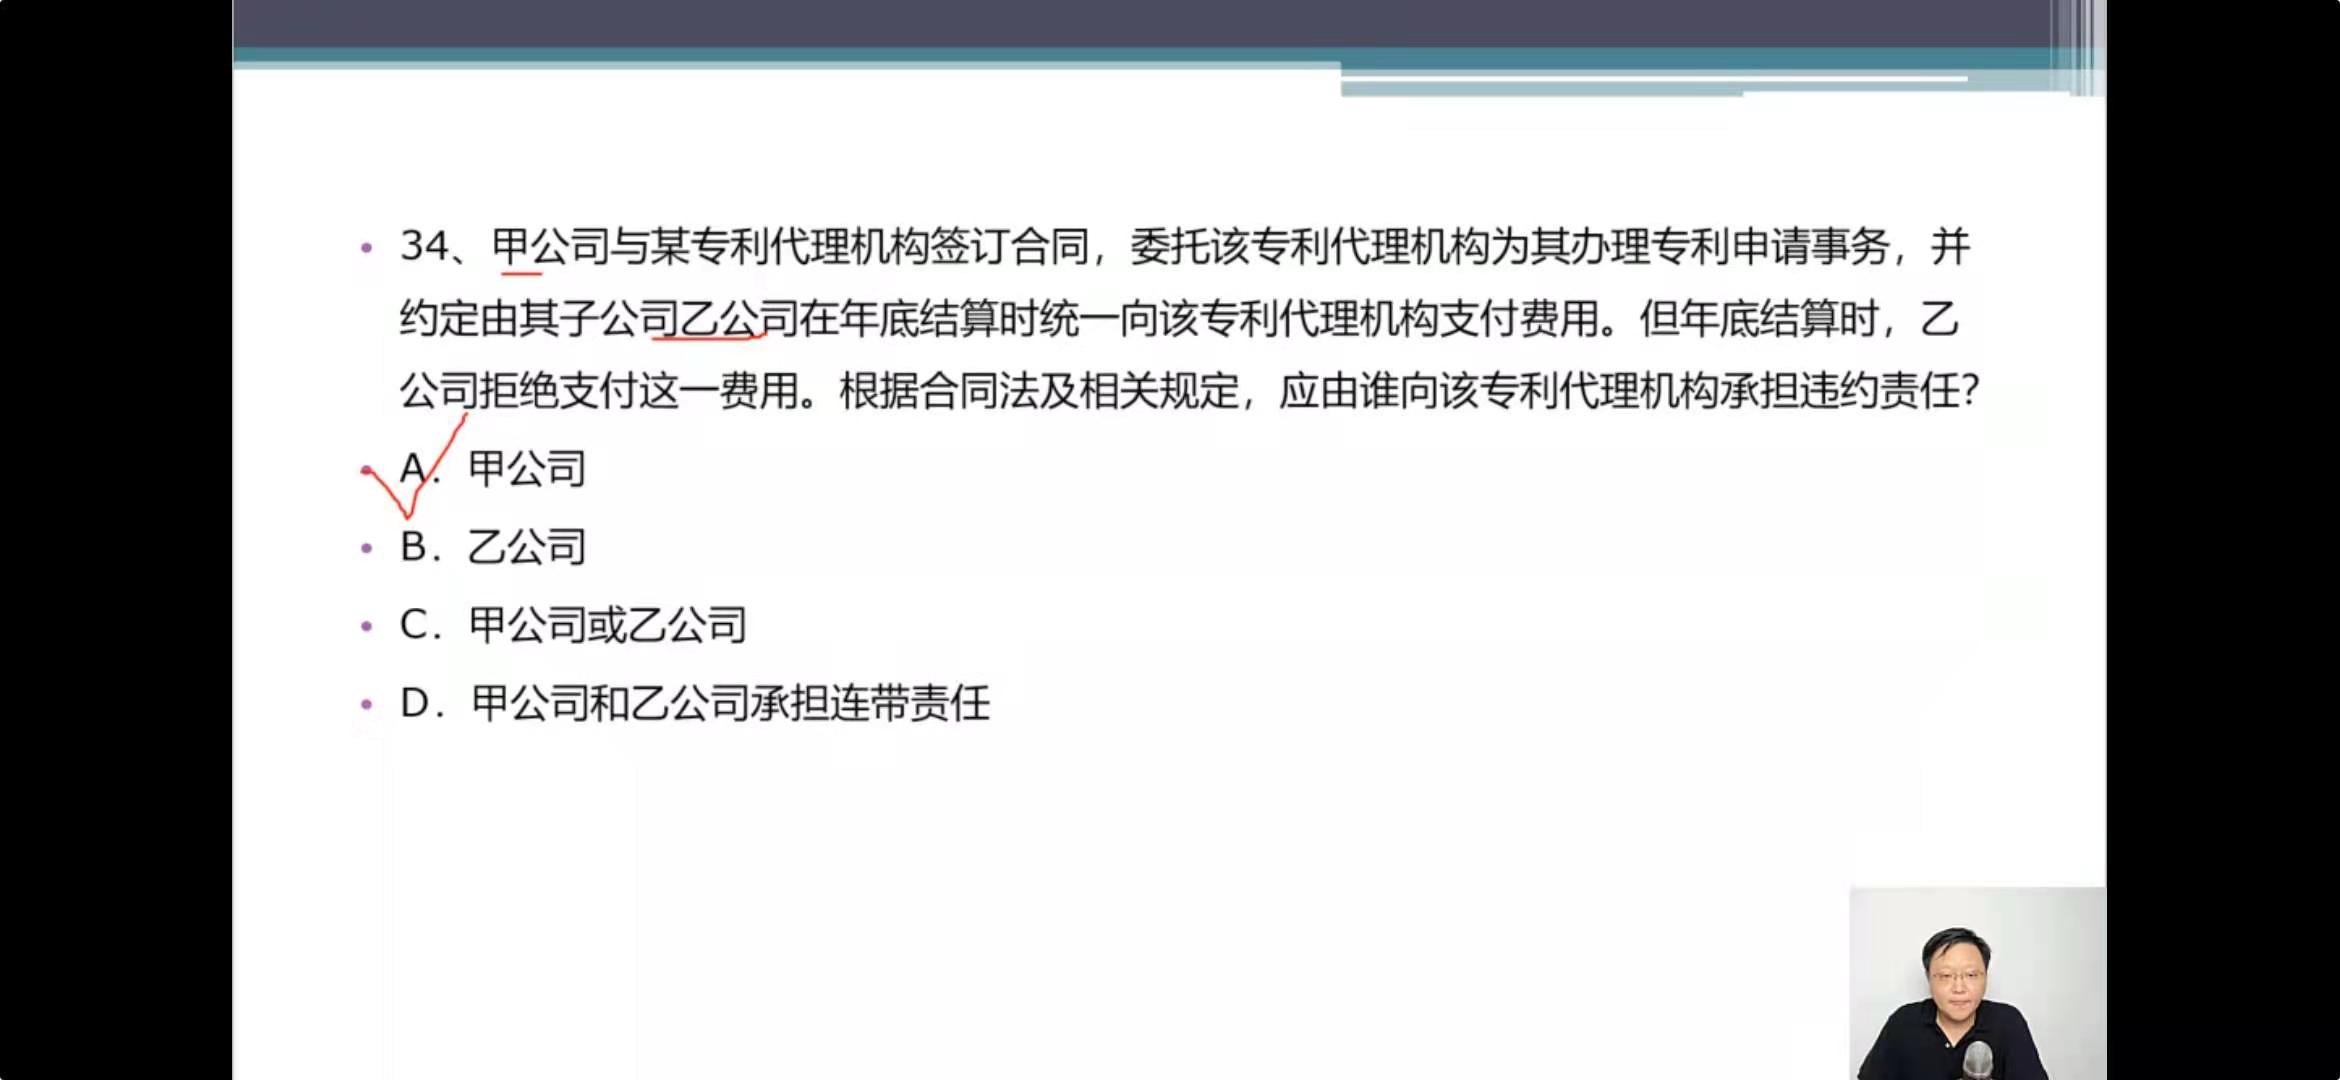 34、甲公司与某专利代理机构签订合同，委托该专利代理机构为其办理专利申请事务，并
约定由其子公司乙公司在年底结算时统一向该专利代理机构支付费用。但年底结算时，乙
公司拒绝支付这一费用。根据合同法及相关规定，应由谁向该专利代理机构承担违约责任?
A．甲公司
B．乙公司
C．甲公司或乙公司
D．甲公司和乙公司承担连带责任